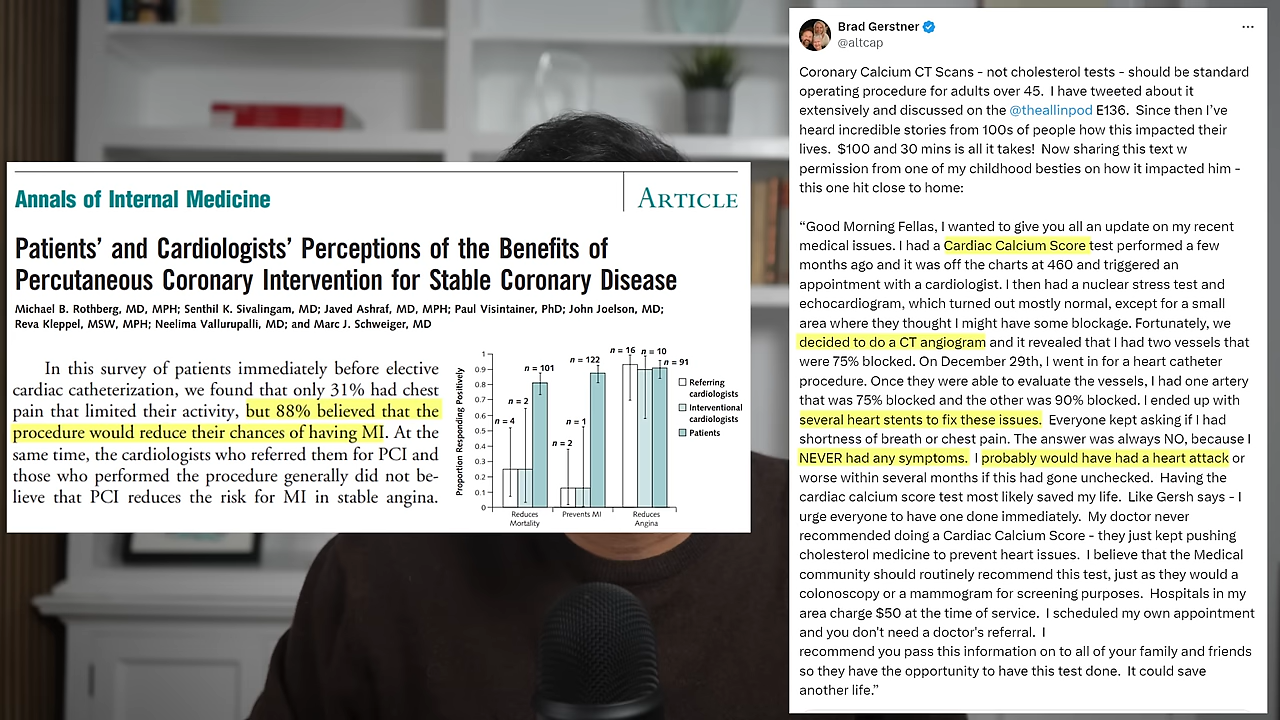 Annals of Internal Medicine
ARTICLE
Patients’ and Cardiologists’ Perceptions of the Benefits of
Percutaneous Coronary Intervention for Stable Coronary Disease
Michael B. Rothberg, MD, MPH; Senthil K. Sivalingam, MD; Javed Ashraf, MD, MPH; Paul Visintainer, PhD; John Joelson, MD;
Reva Kleppel, MSW, MPH; Neelima Vallurupalli, MD; and Marc J. Schweiger, MD
In this survey of patients immediately before elective
cardiac catheterization, we found that only 31% had chest
pain that limited their activity, but 88% believed that the
procedure would reduce their chances of having MI. At the
same time, the cardiologists who referred them for PCI and
those who performed the procedure generally did not be-
lieve that PCI reduces the risk for MI in stable angina.
Proportion Responding Positively
1
0.9
0.8
0.7
0.6
0.5
0.4
0.3
0.2
0.1
0
n = 4
n = 2
n = 101
n = 2
n = 1
n = 122
n = 16
n = 10
n = 91
Reduces
Mortality
Prevents MI
Reduces
Angina
Referring
cardiologists
Interventional
cardiologists
Patients
Brad Gerstner
@altcap
Coronary Calcium CT Scans - not cholesterol tests - should be standard
operating procedure for adults over 45.  I have tweeted about it
extensively and discussed on the @theallinpod E136.  Since then I’ve
heard incredible stories from 100s of people how this impacted their
lives.  $100 and 30 mins is all it takes!  Now sharing this text w
permission from one of my childhood besties on how it impacted him -
this one hit close to home:
“Good Morning Fellas, I wanted to give you all an update on my recent
medical issues. I had a Cardiac Calcium Score test performed a few
months ago and it was off the charts at 460 and triggered an
appointment with a cardiologist. I then had a nuclear stress test and
echocardiogram, which turned out mostly normal, except for a small
area where they thought I might have some blockage. Fortunately, we
decided to do a CT angiogram and it revealed that I had two vessels that
were 75% blocked. On December 29th, I went in for a heart catheter
procedure. Once they were able to evaluate the vessels, I had one artery
that was 75% blocked and the other was 90% blocked. I ended up with
several heart stents to fix these issues.  Everyone kept asking if I had
shortness of breath or chest pain. The answer was always NO, because I
NEVER had any symptoms.  I probably would have had a heart attack or
worse within several months if this had gone unchecked.  Having the
cardiac calcium score test most likely saved my life.  Like Gersh says - I
urge everyone to have one done immediately.  My doctor never
recommended doing a Cardiac Calcium Score - they just kept pushing
cholesterol medicine to prevent heart issues.  I believe that the Medical
community should routinely recommend this test, just as they would a
colonoscopy or a mammogram for screening purposes.  Hospitals in my
area charge $50 at the time of service.  I scheduled my own appointment
and you don't need a doctor's referral.  I
recommend you pass this information on to all of your family and friends
so they have the opportunity to have this test done.  It could save
another life.”